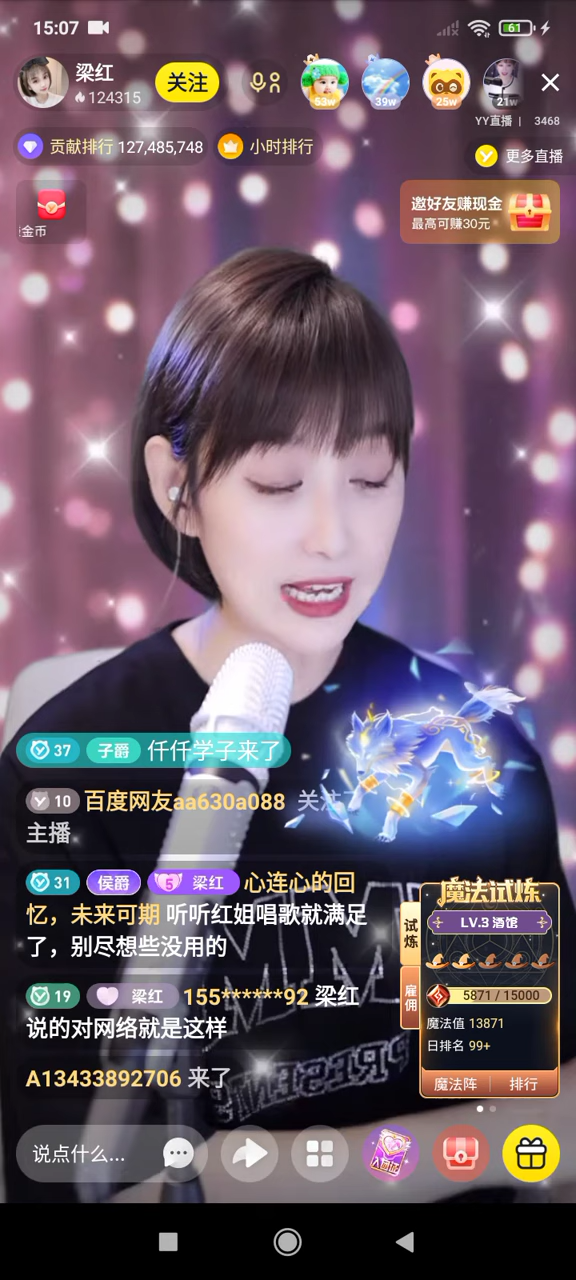 15:07
61
梁红
124315
关注
53w
39w
25w
21w
YY直播 | 3468
贡献排行 127,485,748
小时排行
更多直播
金币
邀好友赚现金
最高可赚30元
37 子爵 仟仟学子来了
10 百度网友aa630a088 关注了
主播
31 侯爵 5 梁红 心连心的回
忆，未来可期 听听红姐唱歌就满足
了，别尽想些没用的
19 梁红 155******92 梁红
说的对网络就是这样
A13433892706 来了
魔法试炼
LV.3 酒馆
试炼
雇佣
5871 / 15000
魔法值 13871
日排名 99+
魔法阵 排行
说点什么...